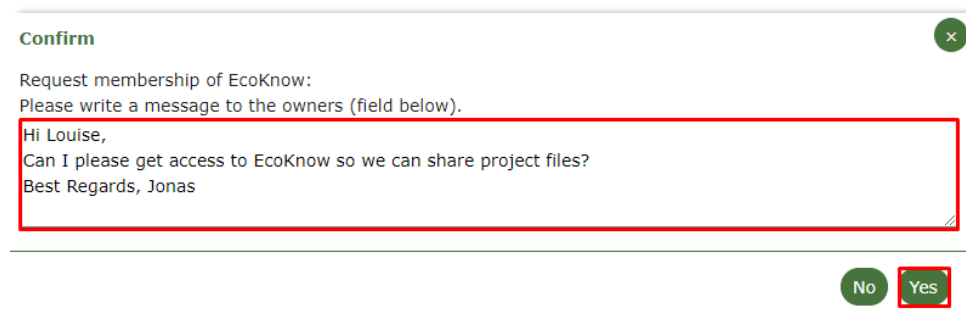 Confirm
×
Request membership of EcoKnow:
Please write a message to the owners (field below).
Hi Louise,
Can I please get access to EcoKnow so we can share project files?
Best Regards, Jonas
No Yes